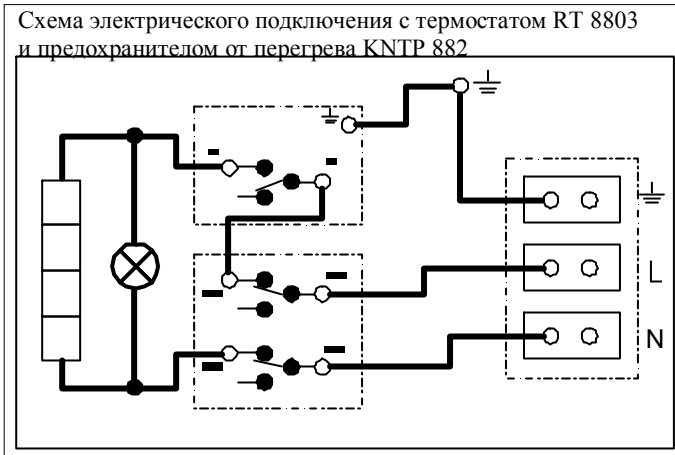 Схема электрического подключения с термостатом RT 8803
и предохранителем от перегрева KNTP 882
L
N